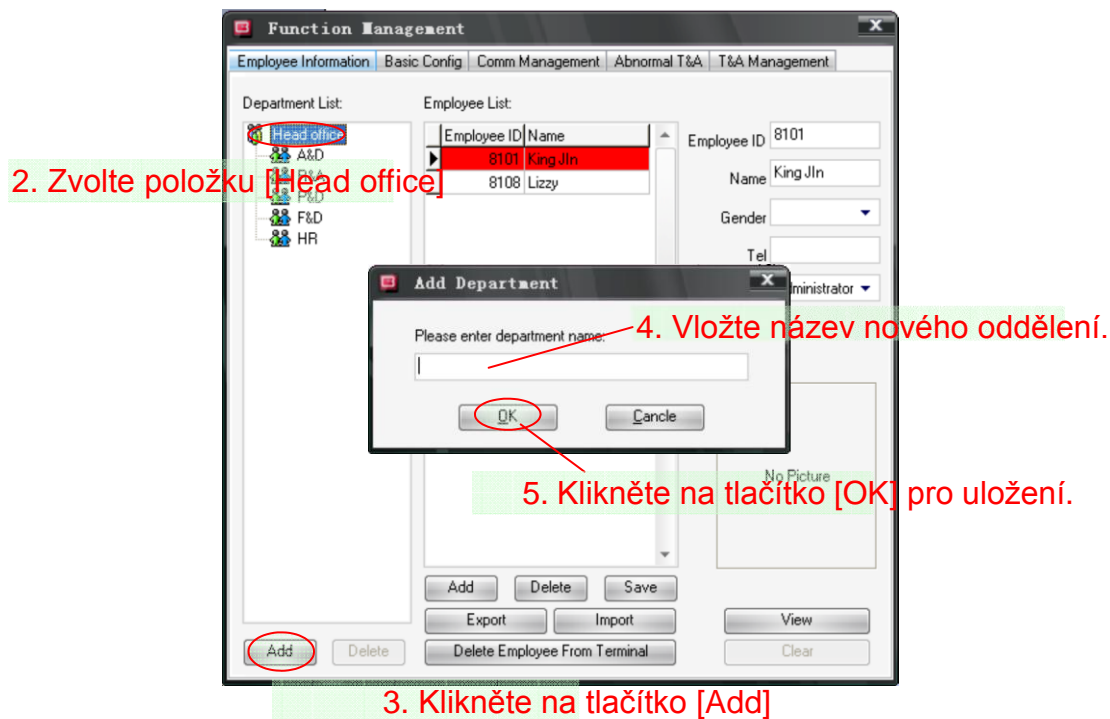 Function Management
Employee Information Basic Config Comm Management Abnormal T&A T&A Management
Department List:
Employee List:
Head office
A&D
R&A
P&D
F&D
HR
2. Zvolte položku [Head office]
Employee ID Name
8101 King JIn
8108 Lizzy
Employee ID 8101
Name King JIn
Gender
Tel
ministrator
Add Department
Please enter department name:
4. Vložte název nového oddělení.
OK Cancle
No Picture
5. Klikněte na tlačítko [OK] pro uložení.
Add Delete Save
Export Import
View
Add Delete
Delete Employee From Terminal
Clear
3. Klikněte na tlačítko [Add]